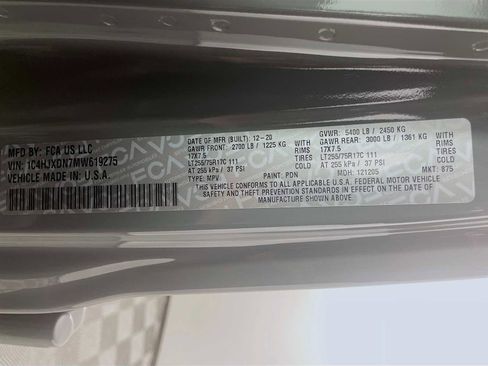 MFD BY: FCA US LLC
VIN: 1C4HJXDN7MW619275
VEHICLE MADE IN: U.S.A.
DATE OF MFR (BUILT): 12-20
GAWR FRONT: 2700 LB / 1225 KG WITH
17X7.5 RIMS
LT255/75R17C 111 TIRES
AT 255 kPa / 37 PSI COLD
TYPE: MPV PAINT: PDN
GVWR: 5400 LB / 2450 KG
GAWR REAR: 3000 LB / 1361 KG WITH
17X7.5 RIMS
LT255/75R17C 111 TIRES
AT 255 kPa / 37 PSI COLD
MDH: 121205 MKT: 875
THIS VEHICLE CONFORMS TO ALL APPLICABLE U.S.A. FEDERAL MOTOR VEHICLE
SAFETY AND THEFT PREVENTION STANDARDS IN EFFECT ON THE DATE OF
MANUFACTURE SHOWN ABOVE.